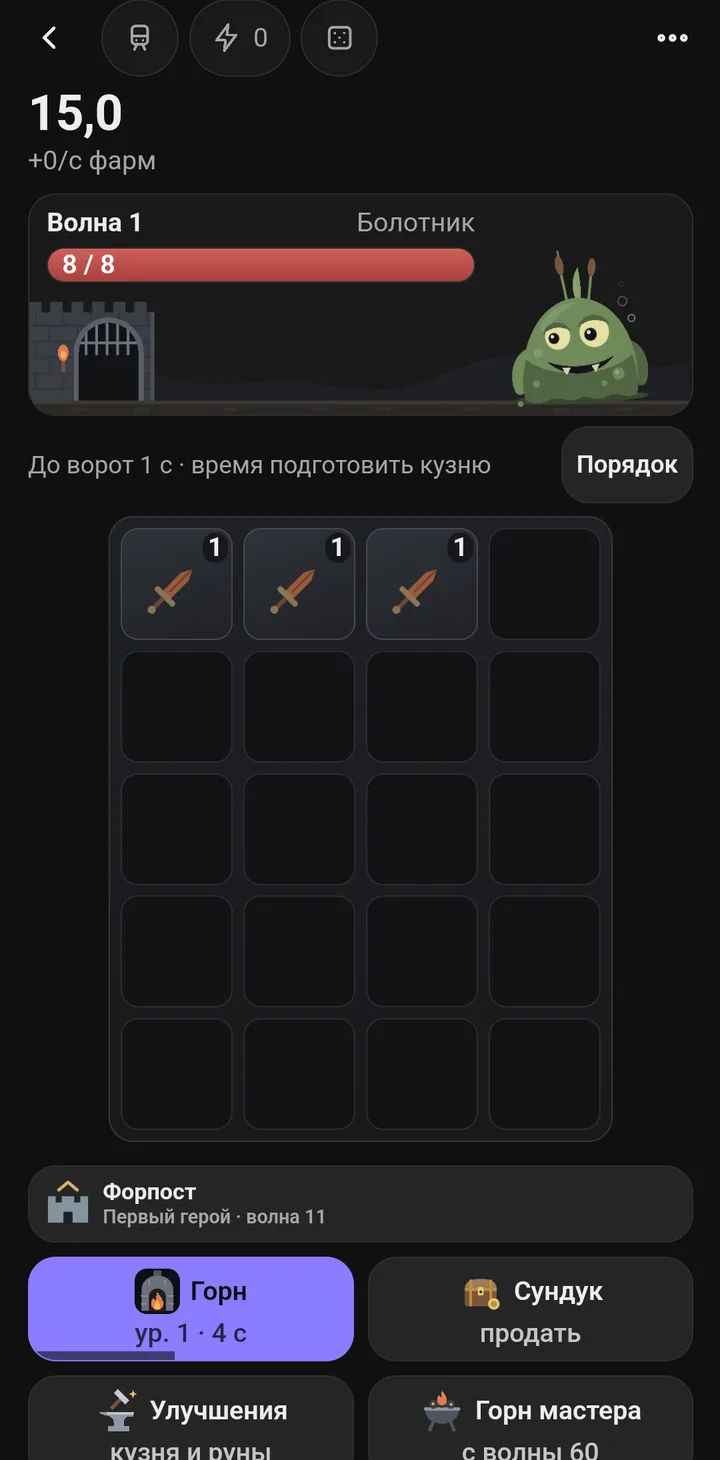 0
15,0
+0/с фарм
Волна 1
Болотник
8 / 8
До ворот 1 с · время подготовить кузню
Порядок
1
1
1
Форпост
Первый герой · волна 11
Горн
ур. 1 · 4 с
Сундук
продать
Улучшения
кузня и руны
Горн мастера
с волны 60